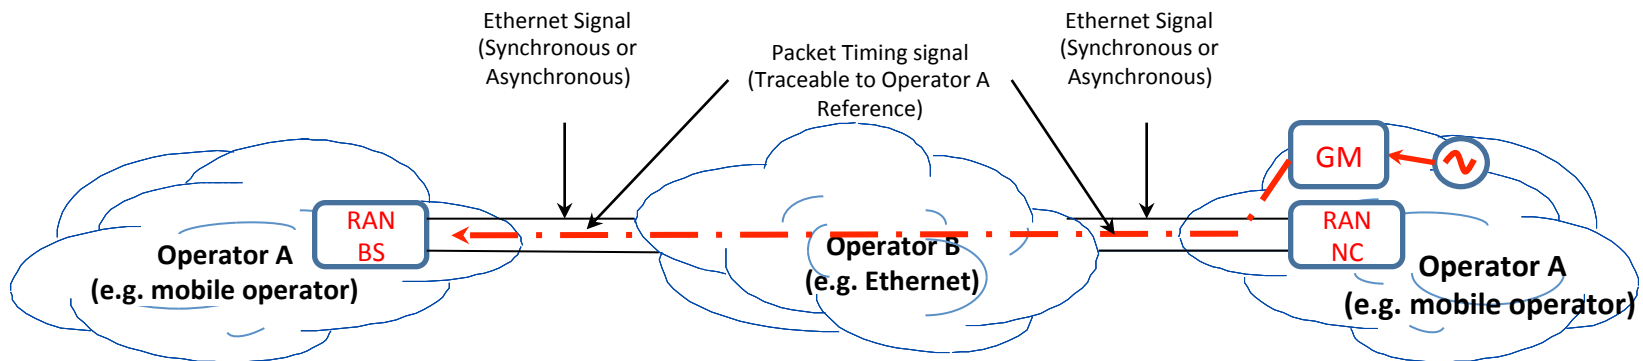 Ethernet Signal
(Synchronous or
Asynchronous)
Packet Timing signal
(Traceable to Operator A
Reference)
Ethernet Signal
(Synchronous or
Asynchronous)
GM
RAN
BS
Operator A
(e.g. mobile operator)
Operator B
(e.g. Ethernet)
RAN
NC
Operator A
(e.g. mobile operator)